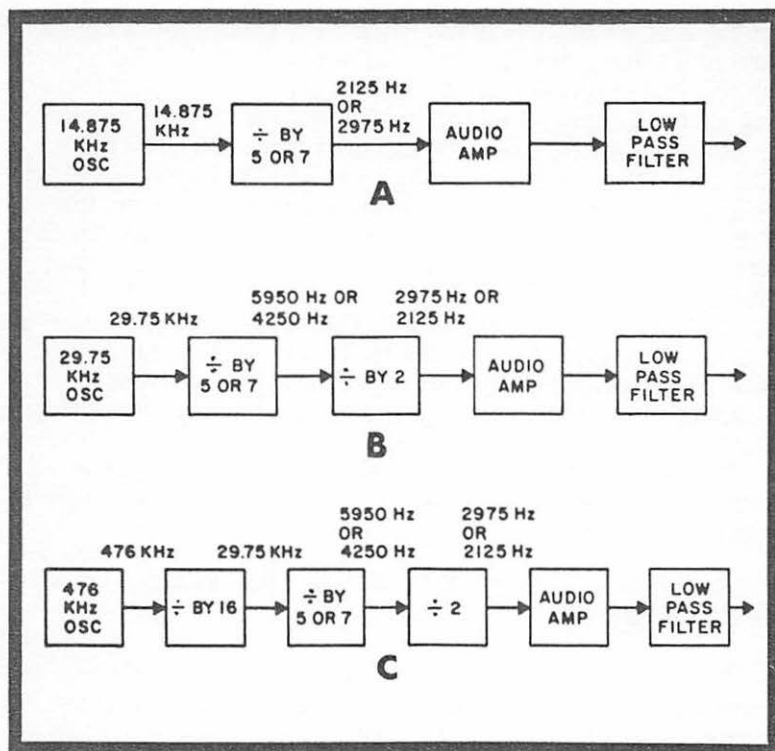 14.875
KHz
OSC
14.875
KHz
÷ BY
5 OR 7
2125 Hz
OR
2975 Hz
AUDIO
AMP
LOW
PASS
FILTER
A
29.75
KHz
OSC
29.75 KHz
÷ BY
5 OR 7
5950 Hz OR
4250 Hz
÷ BY 2
2975 Hz OR
2125 Hz
AUDIO
AMP
LOW
PASS
FILTER
B
476
KHz
OSC
476 KHz
÷ BY 16
29.75 KHz
÷ BY
5 OR 7
5950 Hz
OR
4250 Hz
÷ 2
2975 Hz
OR
2125 Hz
AUDIO
AMP
LOW
PASS
FILTER
C